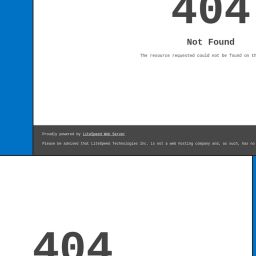 404
Not Found
The resource requested could not be found on th
Proudly powered by LiteSpeed Web Server
Please be advised that LiteSpeed Technologies Inc. is not a web hosting company and, as such, has no
404